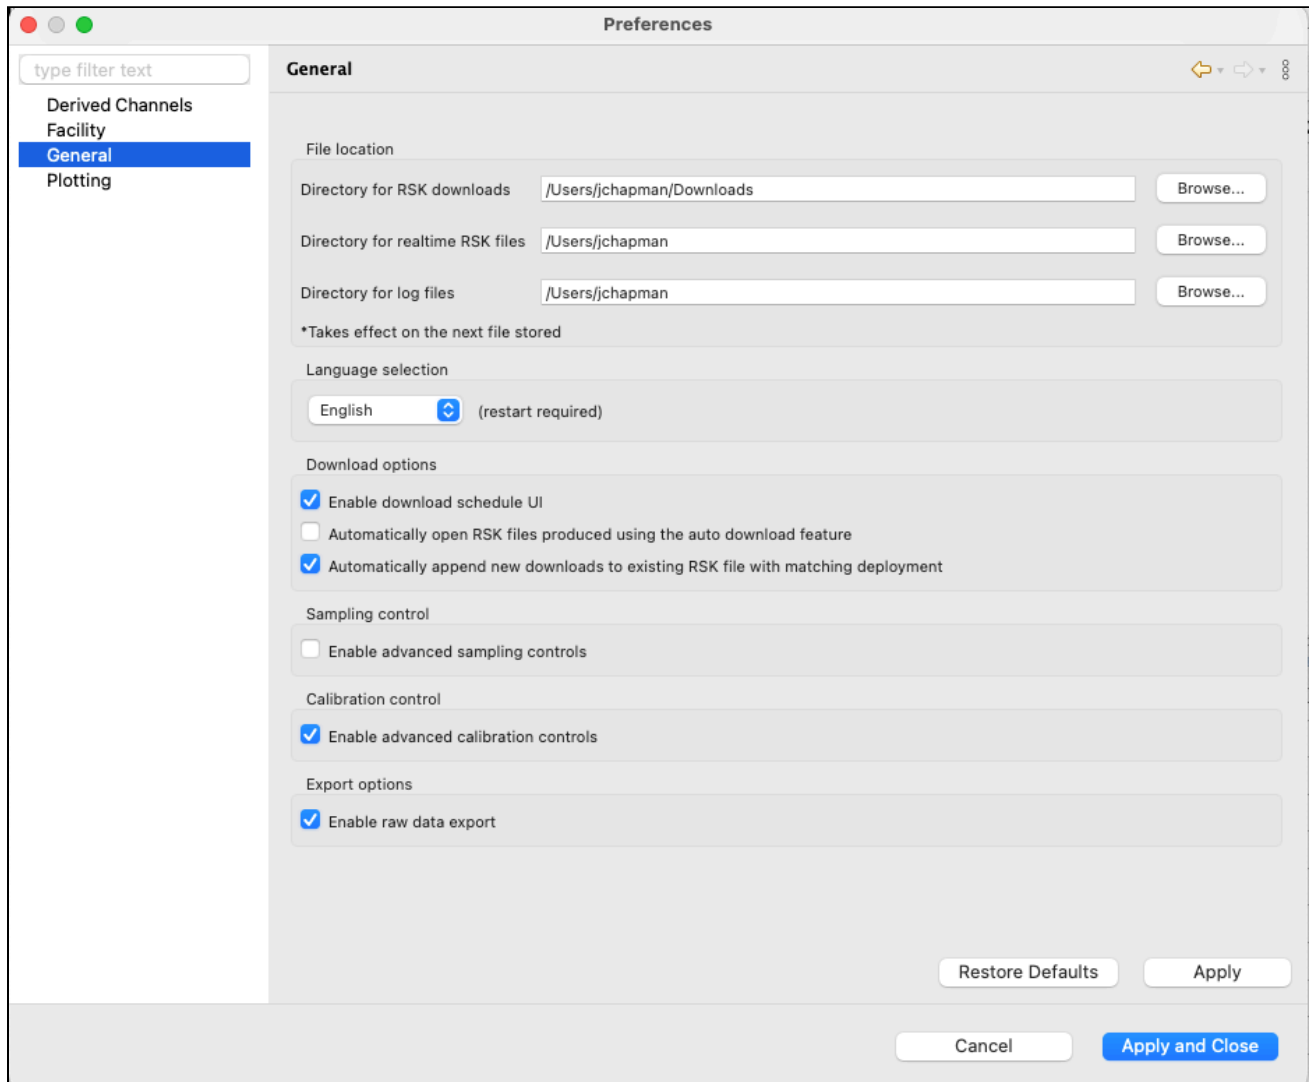 Preferences
type filter text
Derived Channels
Facility
General
Plotting
General
File location
Directory for RSK downloads /Users/jchapman/Downloads Browse...
Directory for realtime RSK files /Users/jchapman Browse...
Directory for log files /Users/jchapman Browse...
*Takes effect on the next file stored
Language selection
English (restart required)
Download options
Enable download schedule UI
Automatically open RSK files produced using the auto download feature
Automatically append new downloads to existing RSK file with matching deployment
Sampling control
Enable advanced sampling controls
Calibration control
Enable advanced calibration controls
Export options
Enable raw data export
Restore Defaults Apply
Cancel Apply and Close